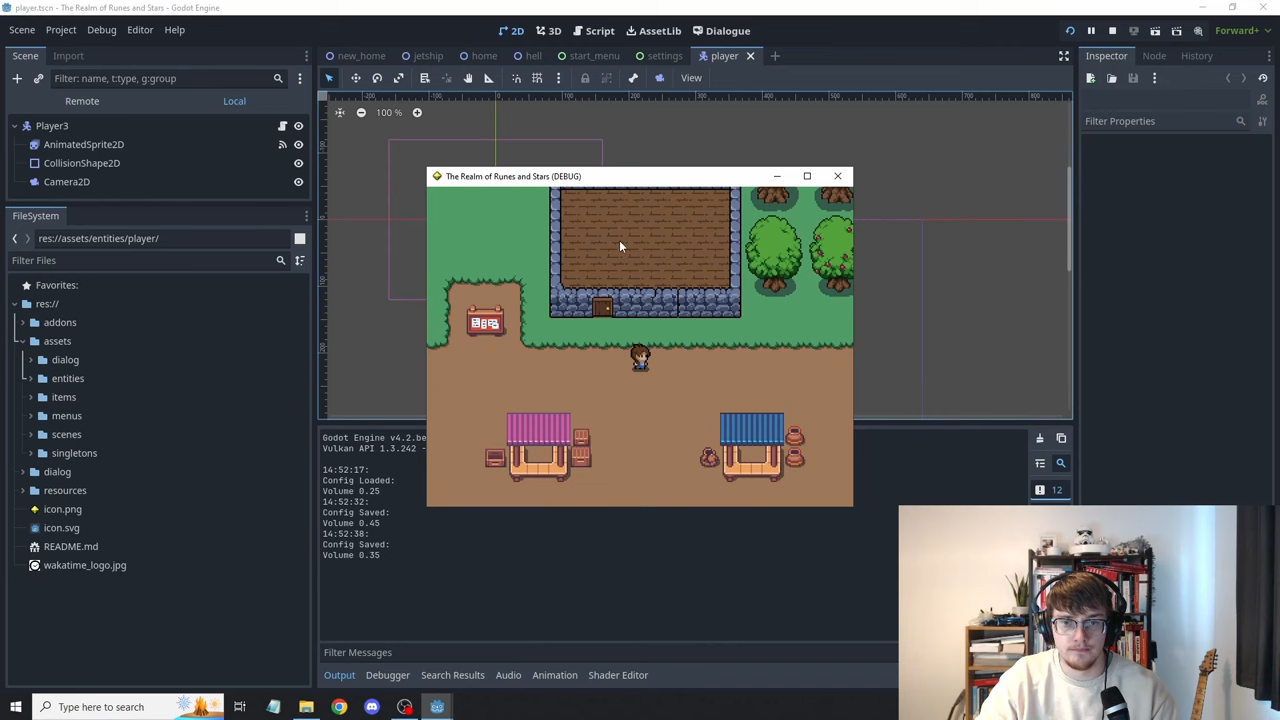 player.tscn - The Realm of Runes and Stars - Godot Engine
Scene Project Debug Editor Help
2D 3D Script AssetLib Dialogue
Forward+
Scene Import
new_home jetship home hell start_menu settings player
Inspector Node History
Filter: name, t:type, g:group
View
Remote Local
Filter Properties
100 %
Player3
AnimatedSprite2D
CollisionShape2D
Camera2D
The Realm of Runes and Stars (DEBUG)
FileSystem
res://assets/entities/player/
Filter Files
Favorites:
res://
addons
assets
dialog
entities
items
menus
scenes
singletons
dialog
resources
icon.png
icon.svg
README.md
wakatime_logo.jpg
Godot Engine v4.2.be
Vulkan API 1.3.242 -
14:52:17:
Config Loaded:
Volume 0.25
14:52:32:
Config Saved:
Volume 0.45
14:52:38:
Config Saved:
Volume 0.35
12
Filter Messages
Output Debugger Search Results Audio Animation Shader Editor
Type here to search